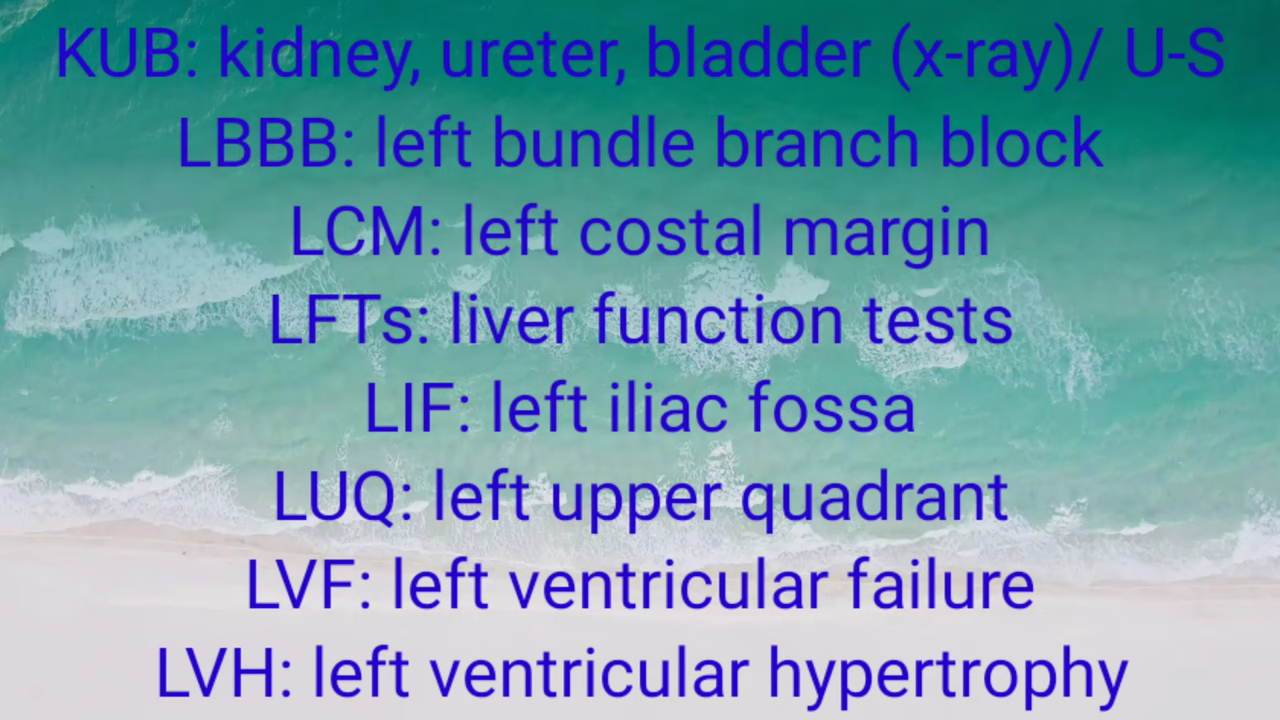 KUB: kidney, ureter, bladder (x-ray)/ U-S
LBBB: left bundle branch block
LCM: left costal margin
LFTs: liver function tests
LIF: left iliac fossa
LUQ: left upper quadrant
LVF: left ventricular failure
LVH: left ventricular hypertrophy